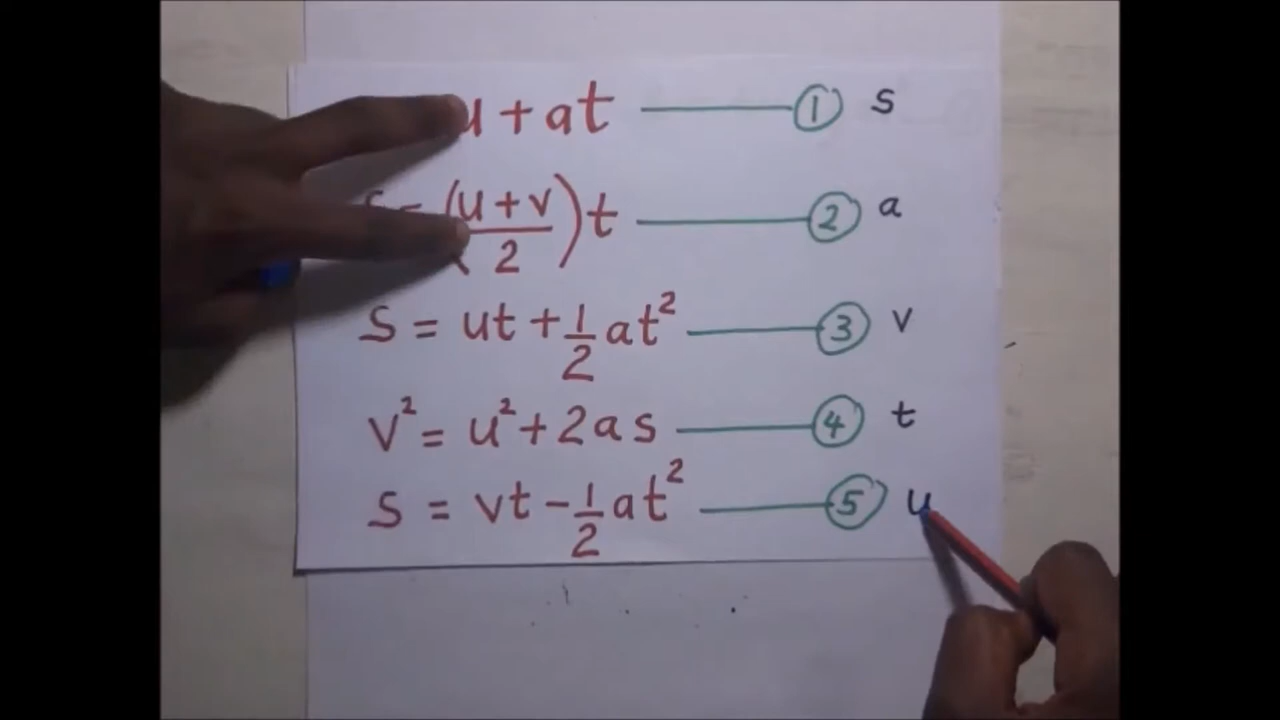 u + at ① s
s = (u + v / 2) t ② a
s = ut + 1/2 at² ③ v
v² = u² + 2as ④ t
s = vt − 1/2 at² ⑤ u